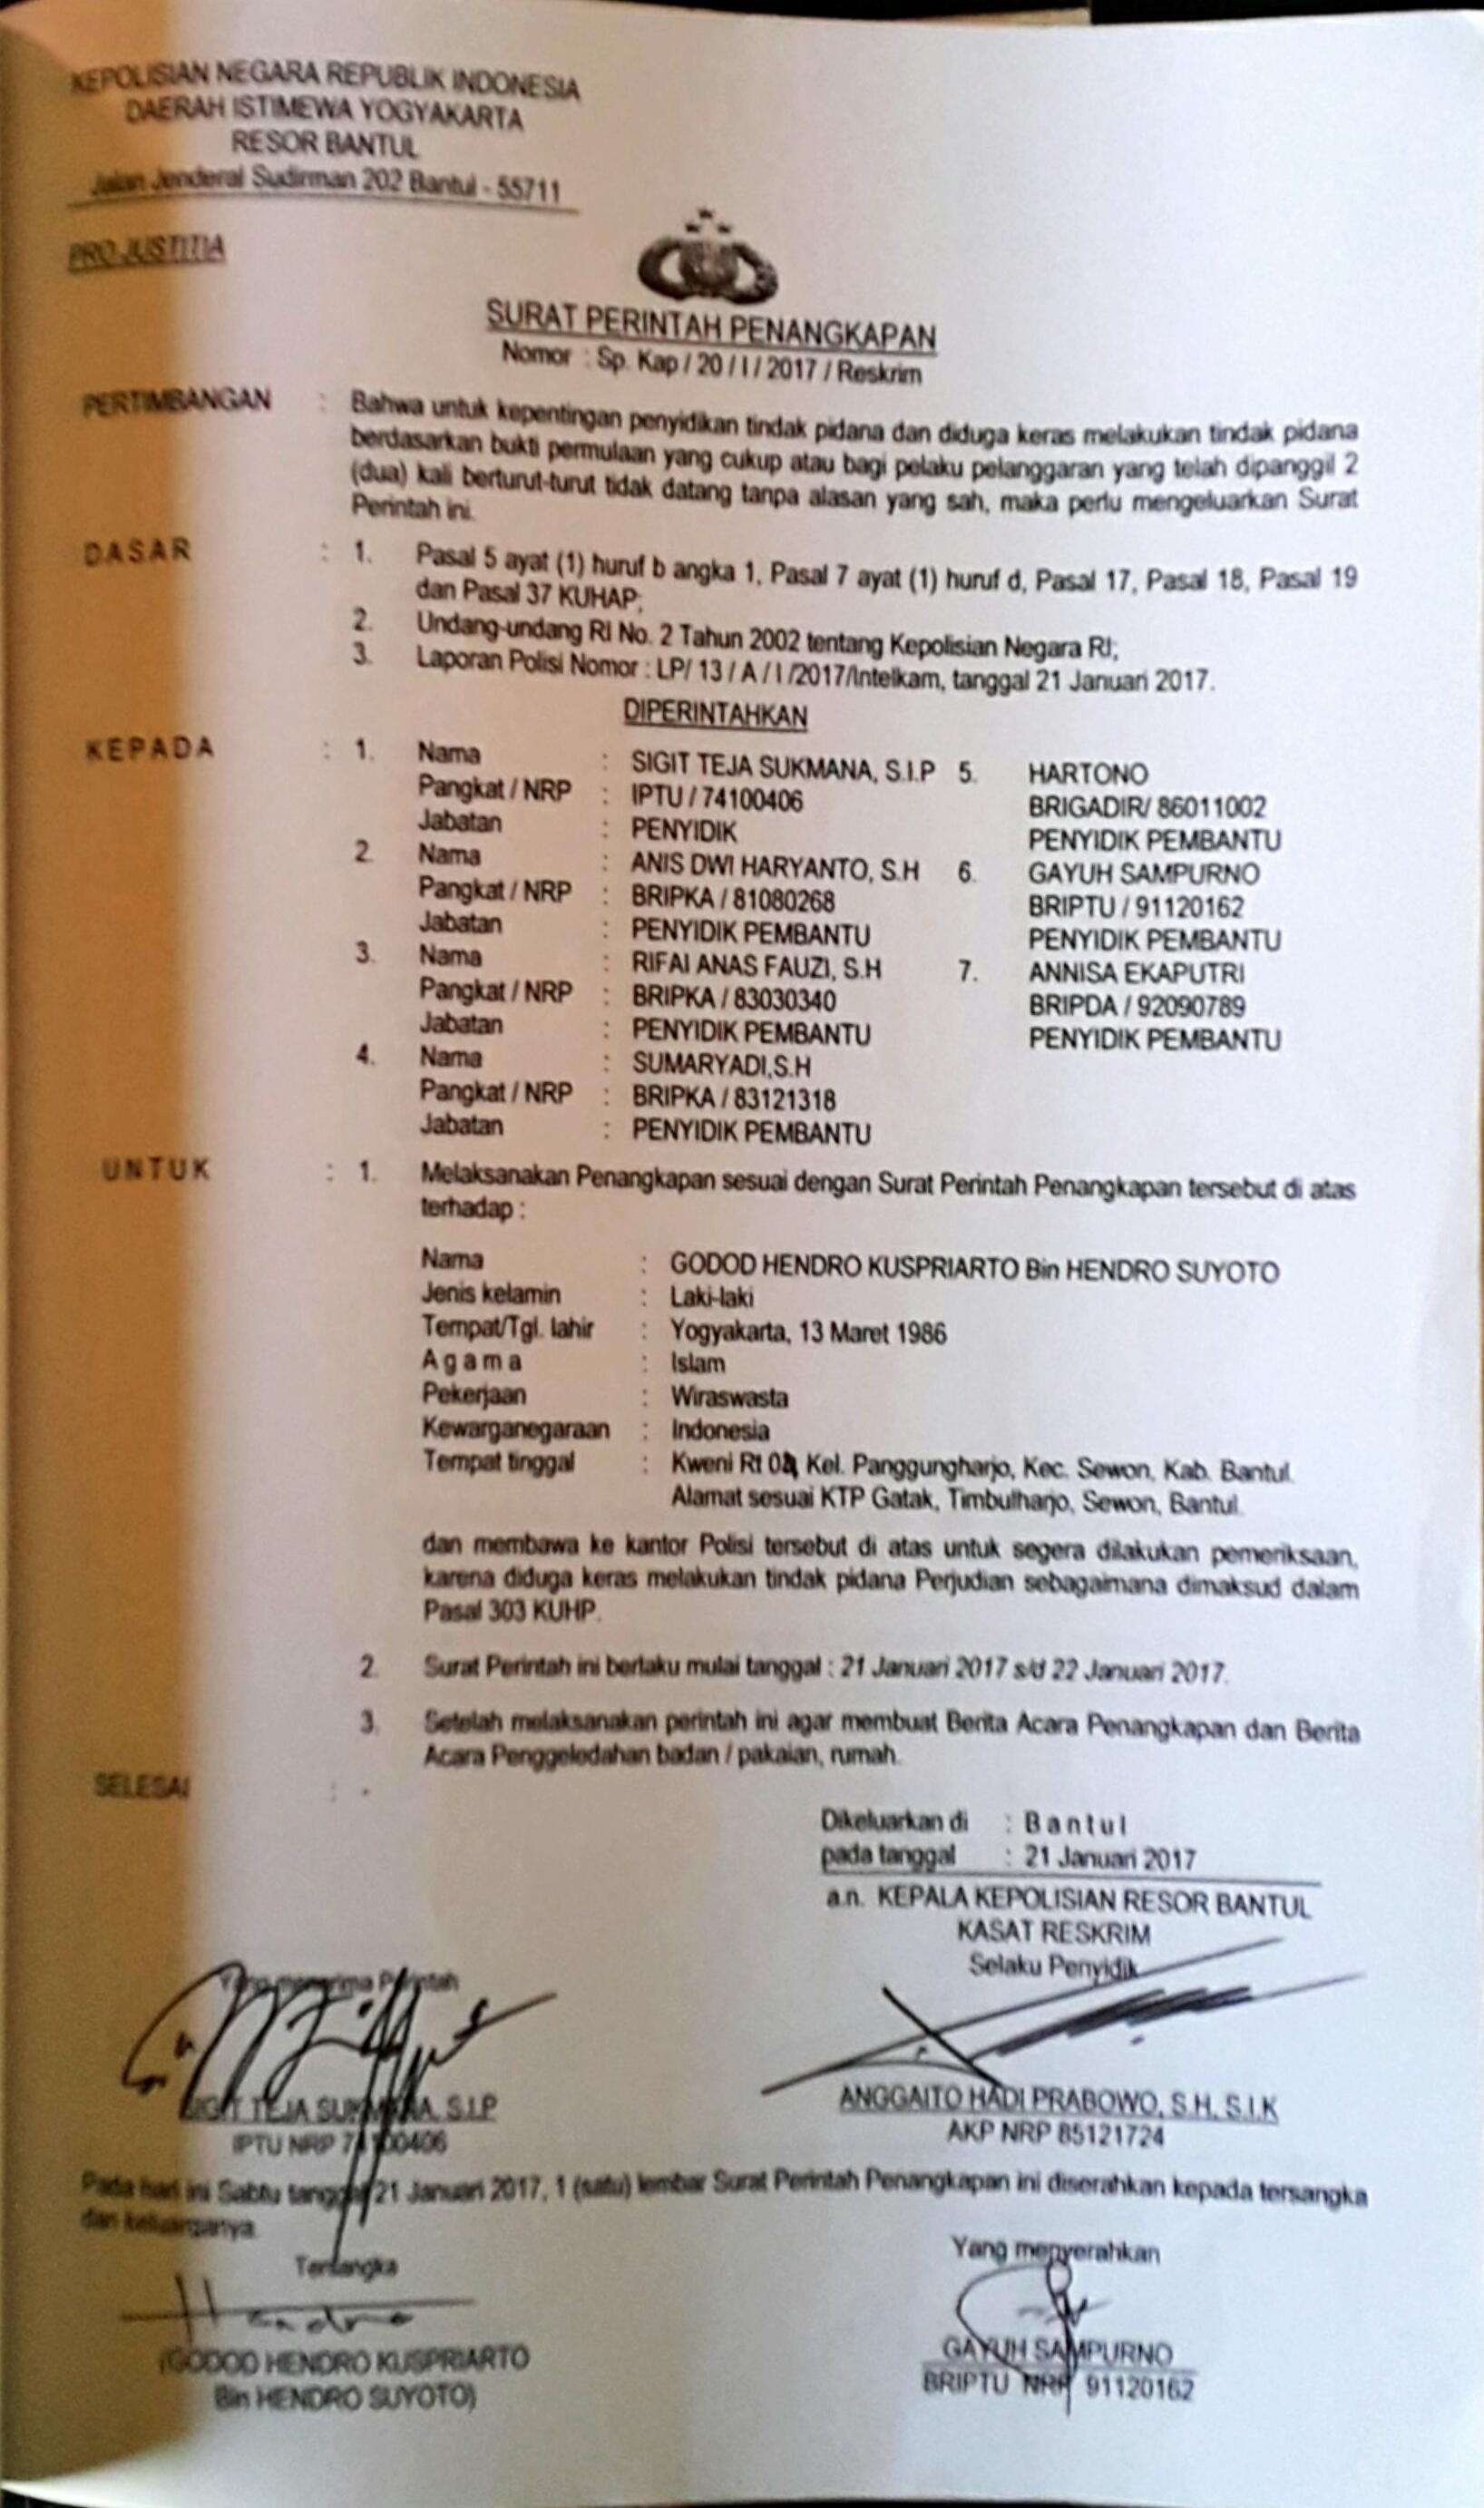 KEPOLISIAN NEGARA REPUBLIK INDONESIA
DAERAH ISTIMEWA YOGYAKARTA
RESOR BANTUL
Jalan Jenderal Sudirman 202 Bantul - 55711
PRO JUSTITIA
SURAT PERINTAH PENANGKAPAN
Nomor : Sp. Kap / 20 / I / 2017 / Reskrim
PERTIMBANGAN : Bahwa untuk kepentingan penyidikan tindak pidana dan diduga keras melakukan tindak pidana
berdasarkan bukti permulaan yang cukup atau bagi pelaku pelanggaran yang telah dipanggil 2
(dua) kali berturut-turut tidak datang tanpa alasan yang sah, maka perlu mengeluarkan Surat
Perintah ini.
DASAR : 1. Pasal 5 ayat (1) huruf b angka 1, Pasal 7 ayat (1) huruf d, Pasal 17, Pasal 18, Pasal 19
dan Pasal 37 KUHAP;
2. Undang-undang RI No. 2 Tahun 2002 tentang Kepolisian Negara RI;
3. Laporan Polisi Nomor : LP/ 13 / A / I /2017/Intelkam, tanggal 21 Januari 2017.
DIPERINTAHKAN
KEPADA : 1. Nama : SIGIT TEJA SUKMANA, S.I.P 5. HARTONO
Pangkat / NRP : IPTU / 74100406 BRIGADIR/ 86011002
Jabatan : PENYIDIK PENYIDIK PEMBANTU
2. Nama : ANIS DWI HARYANTO, S.H 6. GAYUH SAMPURNO
Pangkat / NRP : BRIPKA / 81080268 BRIPTU / 91120162
Jabatan : PENYIDIK PEMBANTU PENYIDIK PEMBANTU
3. Nama : RIFAI ANAS FAUZI, S.H 7. ANNISA EKAPUTRI
Pangkat / NRP : BRIPKA / 83030340 BRIPDA / 92090789
Jabatan : PENYIDIK PEMBANTU PENYIDIK PEMBANTU
4. Nama : SUMARYADI,S.H
Pangkat / NRP : BRIPKA / 83121318
Jabatan : PENYIDIK PEMBANTU
UNTUK : 1. Melaksanakan Penangkapan sesuai dengan Surat Perintah Penangkapan tersebut di atas
terhadap :
Nama : GODOD HENDRO KUSPRIARTO Bin HENDRO SUYOTO
Jenis kelamin : Laki-laki
Tempat/Tgl. lahir : Yogyakarta, 13 Maret 1986
A g a m a : Islam
Pekerjaan : Wiraswasta
Kewarganegaraan : Indonesia
Tempat tinggal : Kweni Rt Kel. Panggungharjo, Kec. Sewon, Kab. Bantul.
Alamat sesuai KTP Gatak, Timbulharjo, Sewon, Bantul.
dan membawa ke kantor Polisi tersebut di atas untuk segera dilakukan pemeriksaan,
karena diduga keras melakukan tindak pidana Perjudian sebagaimana dimaksud dalam
Pasal 303 KUHP.
2. Surat Perintah ini berlaku mulai tanggal : 21 Januari 2017 s/d 22 Januari 2017.
3. Setelah melaksanakan perintah ini agar membuat Berita Acara Penangkapan dan Berita
Acara Penggeledahan badan / pakaian, rumah.
SELESAI : -
Dikeluarkan di : B a n t u l
pada tanggal : 21 Januari 2017
a.n. KEPALA KEPOLISIAN RESOR BANTUL
KASAT RESKRIM
Selaku Penyidik
Yang menerima Perintah
SIGIT TEJA SUKMANA, S.I.P
IPTU NRP 74100406
ANGGAITO HADI PRABOWO, S.H, S.I.K
AKP NRP 85121724
Pada hari ini Sabtu tanggal 21 Januari 2017, 1 (satu) lembar Surat Perintah Penangkapan ini diserahkan kepada tersangka
dan keluarganya.
Tersangka
Hendro
(GODOD HENDRO KUSPRIARTO
Bin HENDRO SUYOTO)
Yang menyerahkan
GAYUH SAMPURNO
BRIPTU NRP 91120162